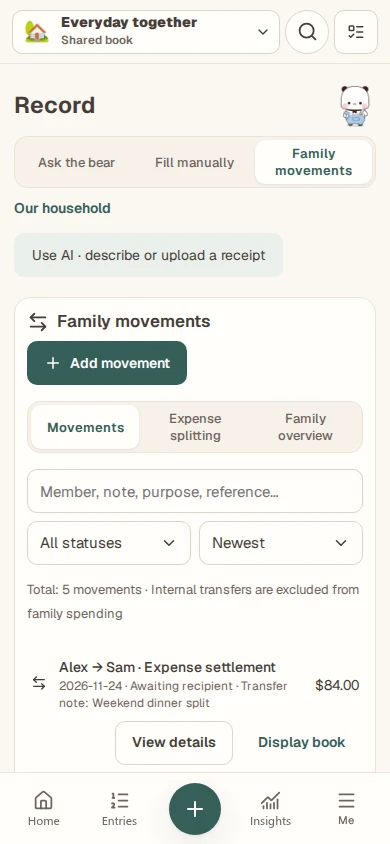 Everyday together
Shared book
Record
Ask the bear
Fill manually
Family
movements
Our household
Use AI · describe or upload a receipt
Family movements
Add movement
Movements
Expense
splitting
Family
overview
Member, note, purpose, reference…
All statuses
Newest
Total: 5 movements · Internal transfers are excluded from
family spending
Alex → Sam · Expense settlement
2026-11-24 · Awaiting recipient · Transfer
note: Weekend dinner split
$84.00
View details
Display book
Home
Entries
Insights
Me